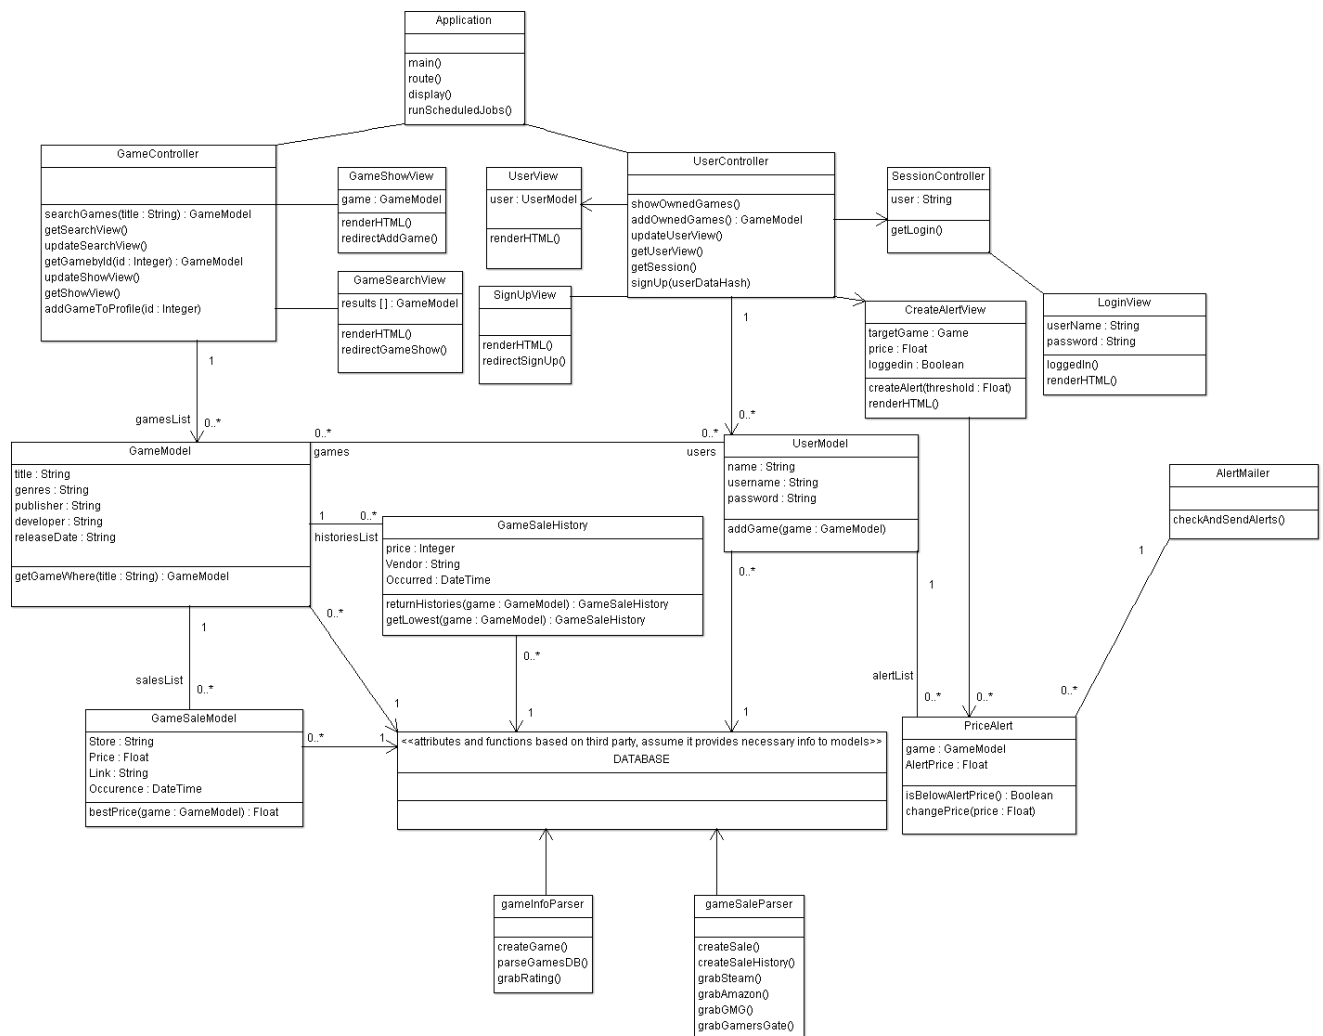 Application
main()
route()
display()
runScheduledJobs()
GameController
searchGames(title : String) : GameModel
getSearchView()
updateSearchView()
getGamebyId(id : Integer) : GameModel
updateShowView()
getShowView()
addGameToProfile(id : Integer)
GameShowView
game : GameModel
renderHTML()
redirectAddGame()
GameSearchView
results [ ] : GameModel
renderHTML()
redirectGameShow()
UserView
user : UserModel
renderHTML()
SignUpView
renderHTML()
redirectSignUp()
UserController
showOwnedGames()
addOwnedGames() : GameModel
updateUserView()
getUserView()
getSession()
signUp(userDataHash)
SessionController
user : String
getLogin()
CreateAlertView
targetGame : Game
price : Float
loggedin : Boolean
createAlert(threshold : Float)
renderHTML()
LoginView
userName : String
password : String
loggedIn()
renderHTML()
1
gamesList
0..*
1
0..*
GameModel
title : String
genres : String
publisher : String
developer : String
releaseDate : String
getGameWhere(title : String) : GameModel
0..*
games
0..*
users
UserModel
name : String
username : String
password : String
addGame(game : GameModel)
AlertMailer
checkAndSendAlerts()
1
0..*
historiesList
GameSaleHistory
price : Integer
Vendor : String
Occurred : DateTime
returnHistories(game : GameModel) : GameSaleHistory
getLowest(game : GameModel) : GameSaleHistory
1
salesList
0..*
0..*
1
0..*
1
0..*
1
1
alertList
0..*
0..*
1
0..*
GameSaleModel
Store : String
Price : Float
Link : String
Occurence : DateTime
bestPrice(game : GameModel) : Float
0..*
1
<<attributes and functions based on third party, assume it provides necessary info to models>>
DATABASE
PriceAlert
game : GameModel
AlertPrice : Float
isBelowAlertPrice() : Boolean
changePrice(price : Float)
gameInfoParser
createGame()
parseGamesDB()
grabRating()
gameSaleParser
createSale()
createSaleHistory()
grabSteam()
grabAmazon()
grabGMG()
grabGamersGate()